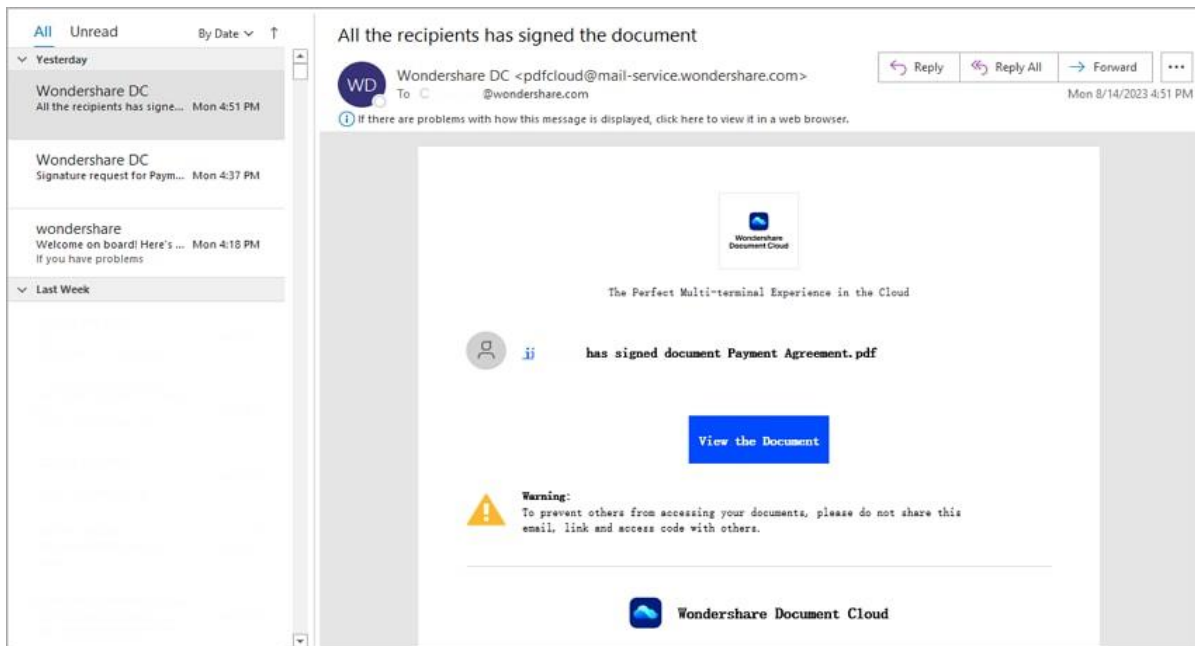 All Unread By Date
Yesterday
Wondershare DC
All the recipients has signe... Mon 4:51 PM
Wondershare DC
Signature request for Paym... Mon 4:37 PM
wondershare
Welcome on board! Here's ... Mon 4:18 PM
If you have problems
Last Week
All the recipients has signed the document
WD
Wondershare DC <pdfcloud@mail-service.wondershare.com>
To C @wondershare.com
Reply Reply All Forward ...
Mon 8/14/2023 4:51 PM
If there are problems with how this message is displayed, click here to view it in a web browser.
Wondershare
Document Cloud
The Perfect Multi-terminal Experience in the Cloud
jj has signed document Payment Agreement.pdf
View the Document
Warning:
To prevent others from accessing your documents, please do not share this
email, link and access code with others.
Wondershare Document Cloud